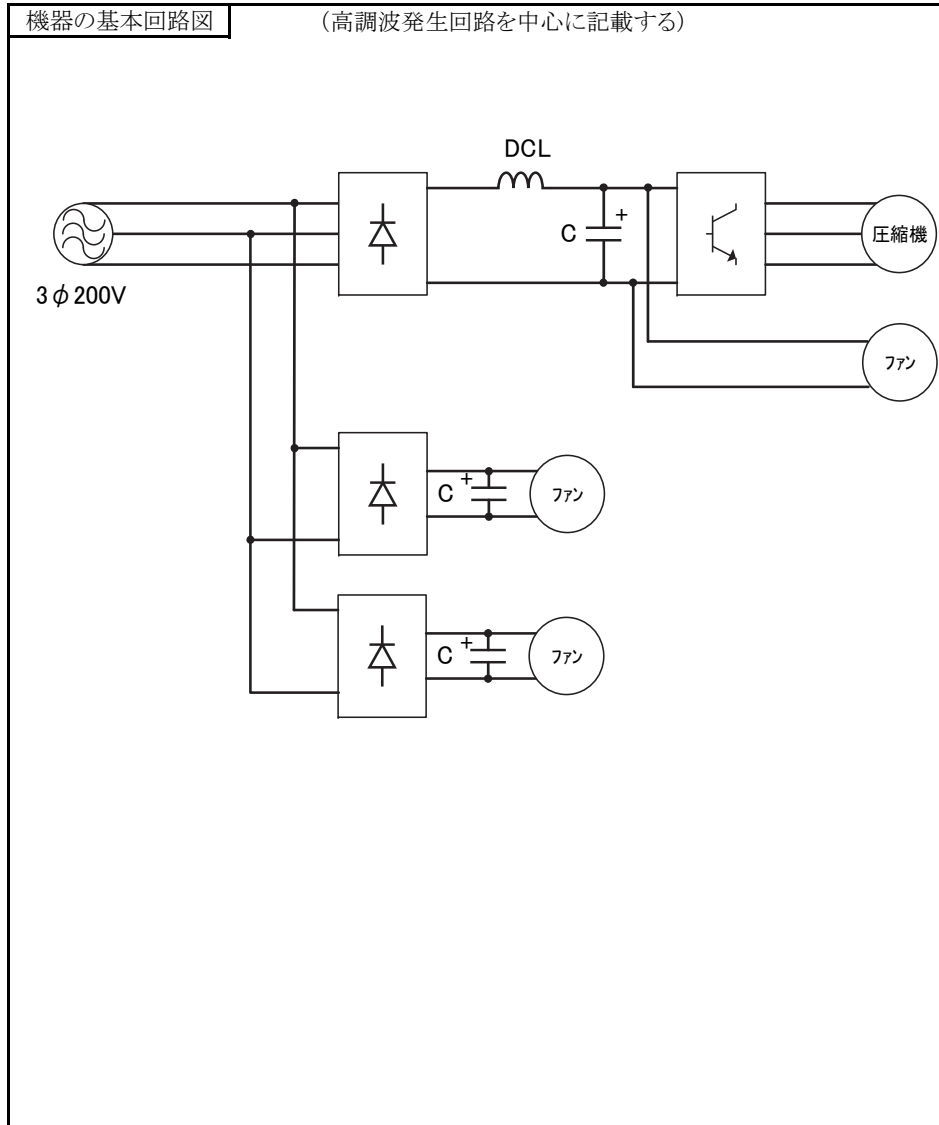 機器の基本回路図 (高調波発生回路を中心に記載する)
DCL
C +
圧縮機
3φ200V
ファン
C + ファン
C + ファン